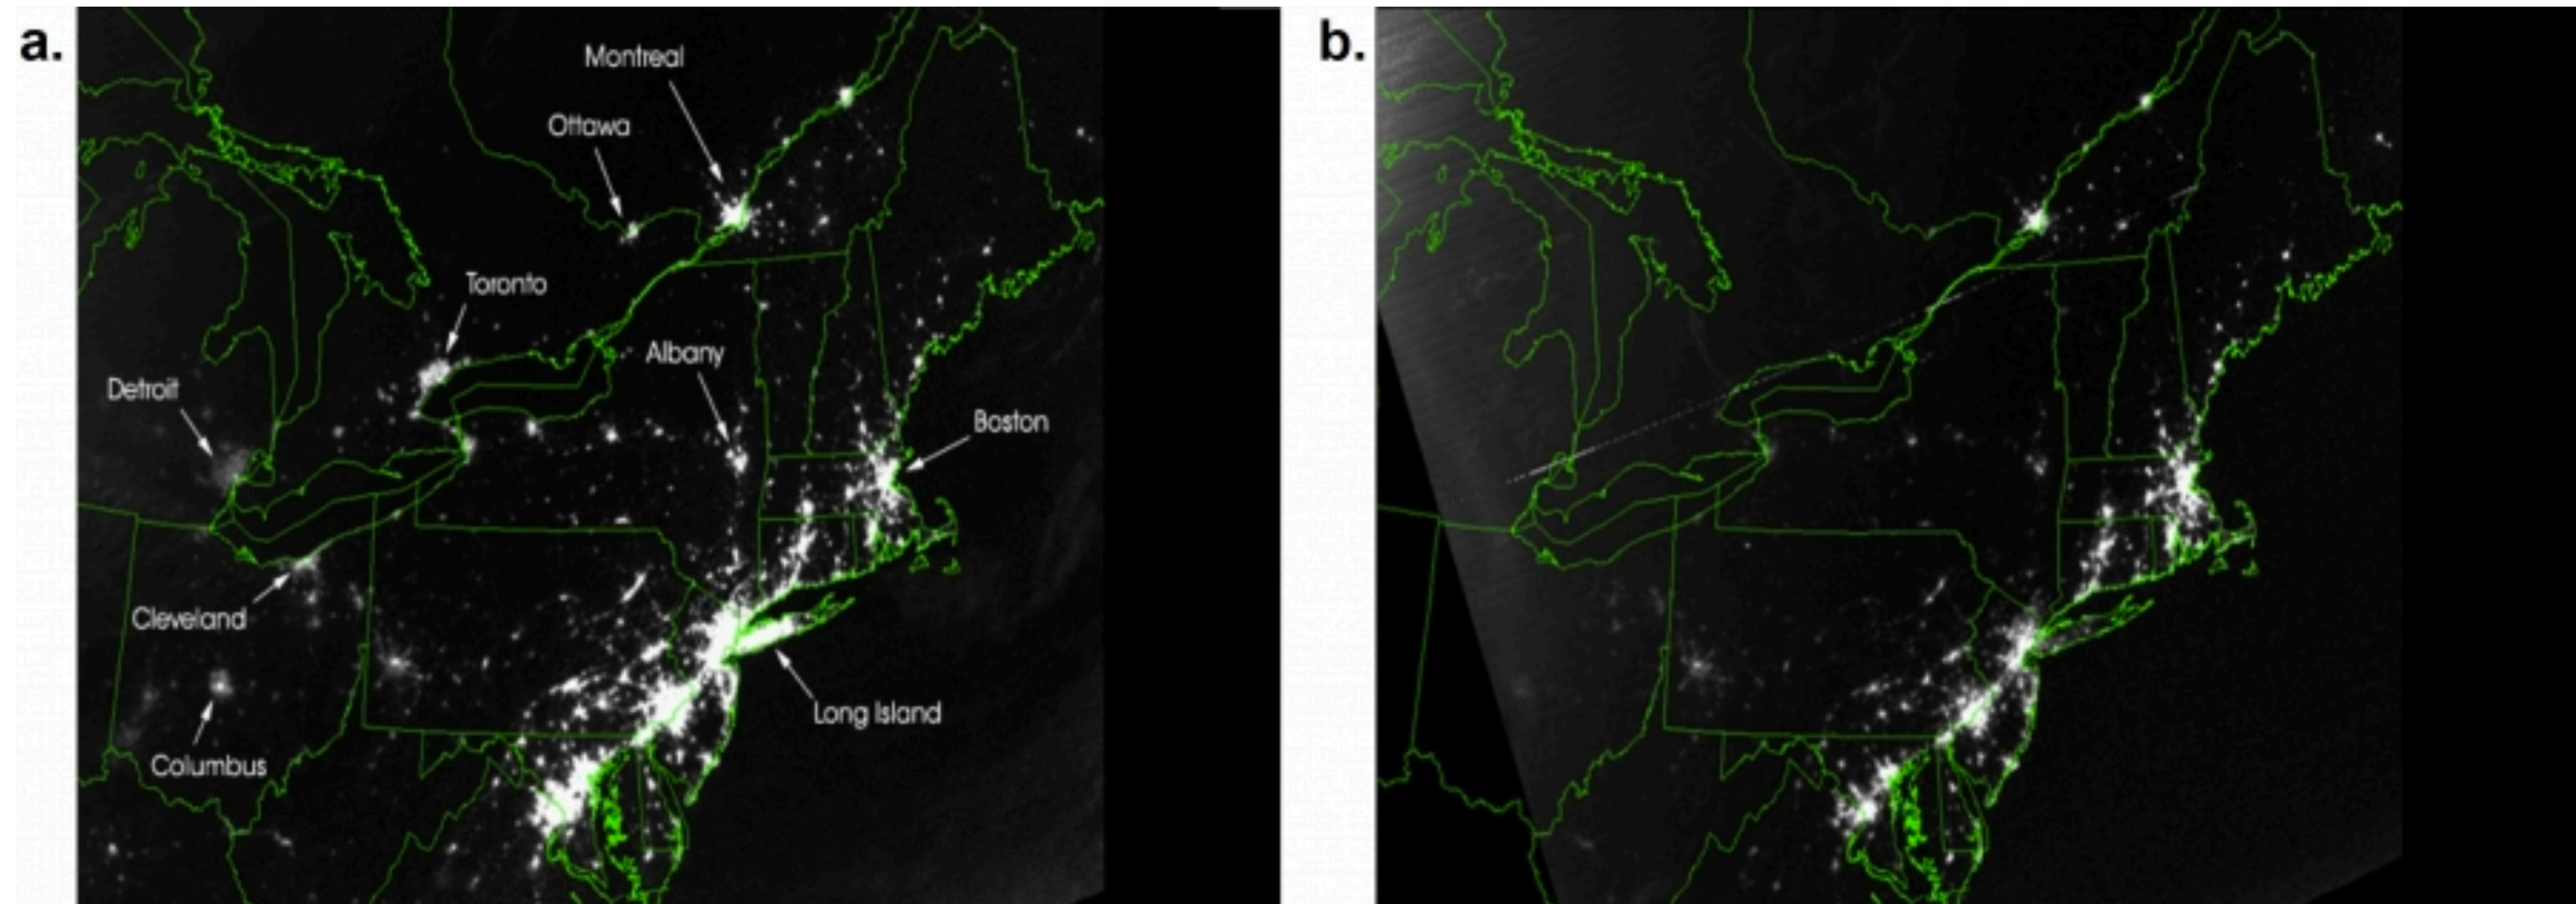 a.
Montreal
Ottawa
Toronto
Albany
Detroit
Boston
Cleveland
Long Island
Columbus
b.